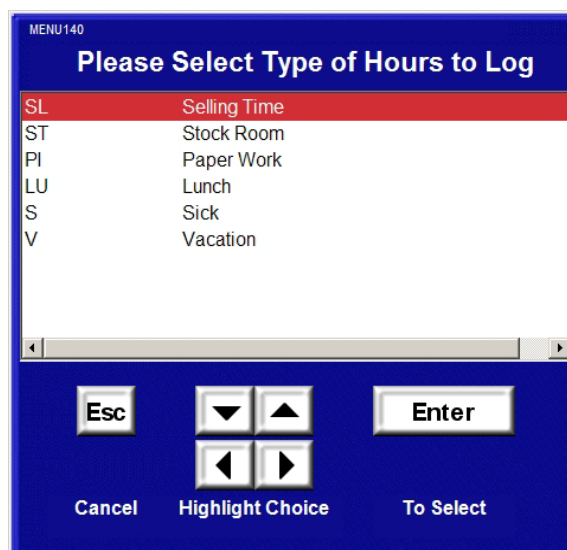 MENU140
Please Select Type of Hours to Log
SL Selling Time
ST Stock Room
PI Paper Work
LU Lunch
S Sick
V Vacation
Esc Enter
Cancel Highlight Choice To Select